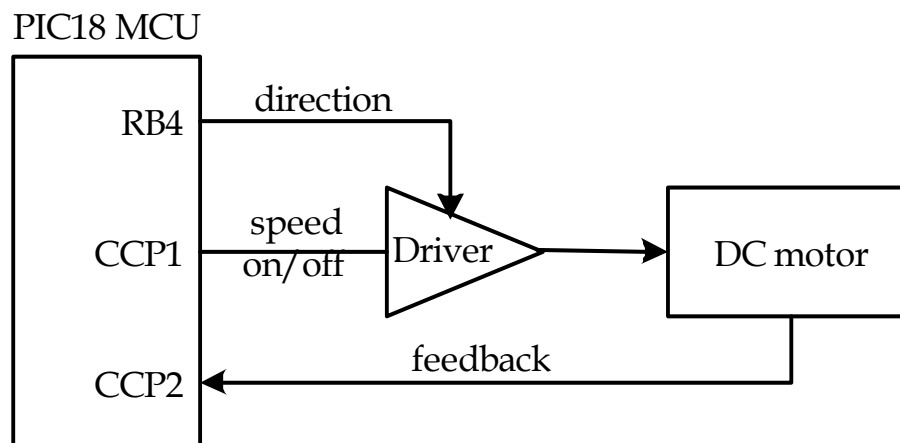 PIC18 MCU
direction
RB4
speed
CCP1
on/off
Driver
DC motor
feedback
CCP2